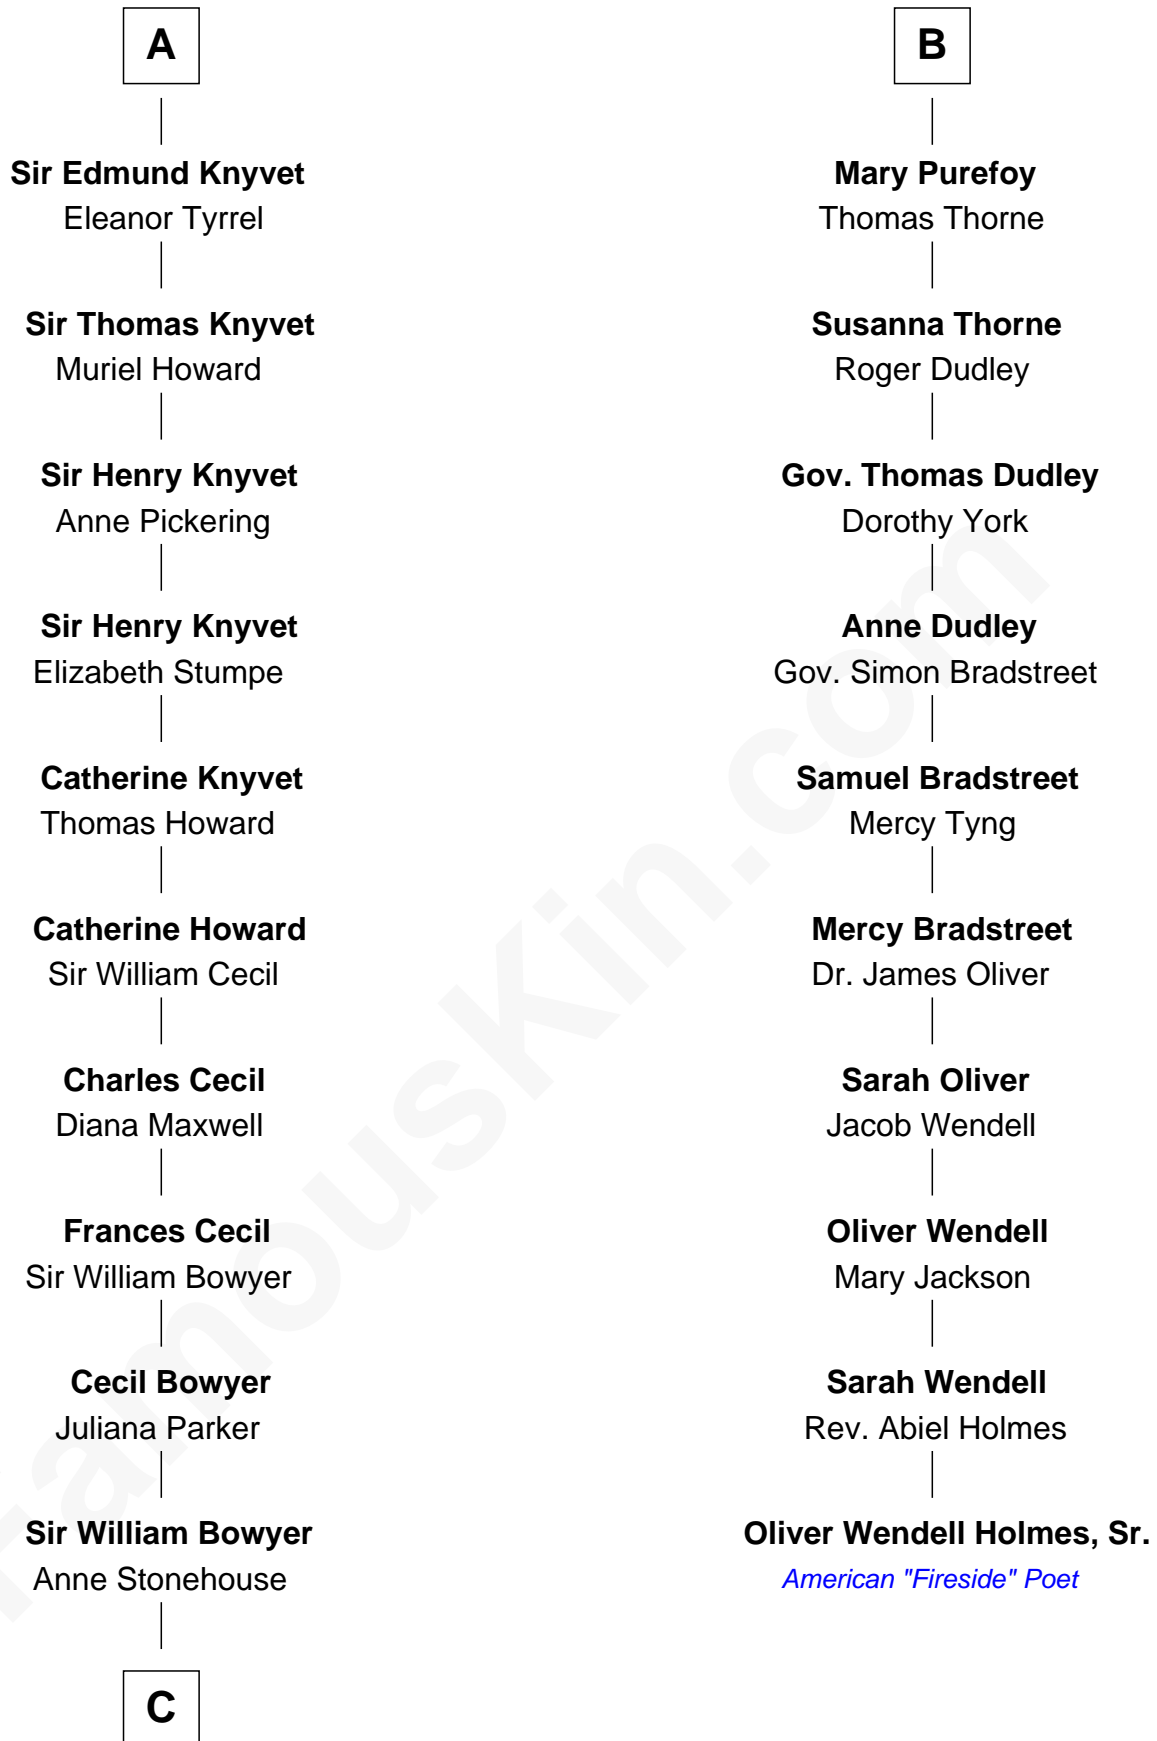 A
Sir Edmund Knyvet
Eleanor Tyrrel
Sir Thomas Knyvet
Muriel Howard
Sir Henry Knyvet
Anne Pickering
Sir Henry Knyvet
Elizabeth Stumpe
Catherine Knyvet
Thomas Howard
Catherine Howard
Sir William Cecil
Charles Cecil
Diana Maxwell
Frances Cecil
Sir William Bowyer
Cecil Bowyer
Juliana Parker
Sir William Bowyer
Anne Stonehouse
C
B
Mary Purefoy
Thomas Thorne
Susanna Thorne
Roger Dudley
Gov. Thomas Dudley
Dorothy York
Anne Dudley
Gov. Simon Bradstreet
Samuel Bradstreet
Mercy Tyng
Mercy Bradstreet
Dr. James Oliver
Sarah Oliver
Jacob Wendell
Oliver Wendell
Mary Jackson
Sarah Wendell
Rev. Abiel Holmes
Oliver Wendell Holmes, Sr.
American "Fireside" Poet
FamousKin.com